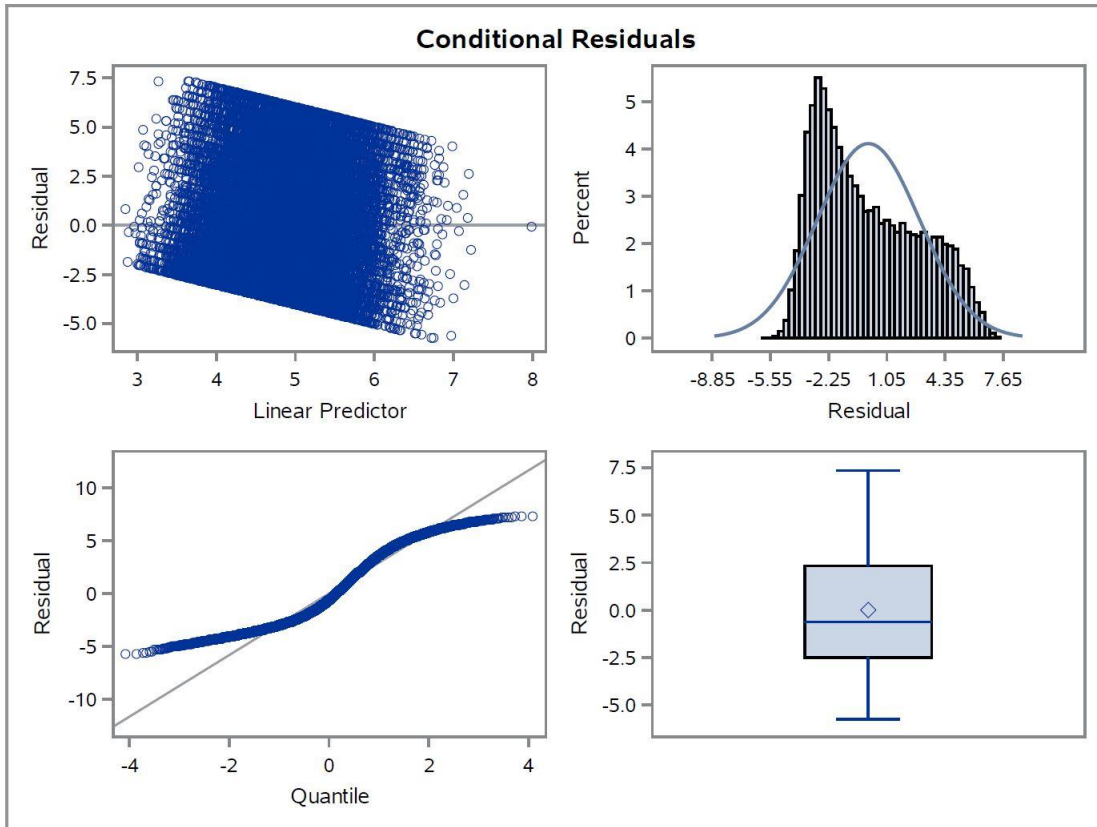 Conditional Residuals
7.5
5.0
2.5
0.0
-2.5
-5.0
Residual
3 4 5 6 7 8
Linear Predictor
5
4
3
2
1
0
Percent
-8.85 -5.55 -2.25 1.05 4.35 7.65
Residual
10
5
0
-5
-10
Residual
-4 -2 0 2 4
Quantile
7.5
5.0
2.5
0.0
-2.5
-5.0
Residual